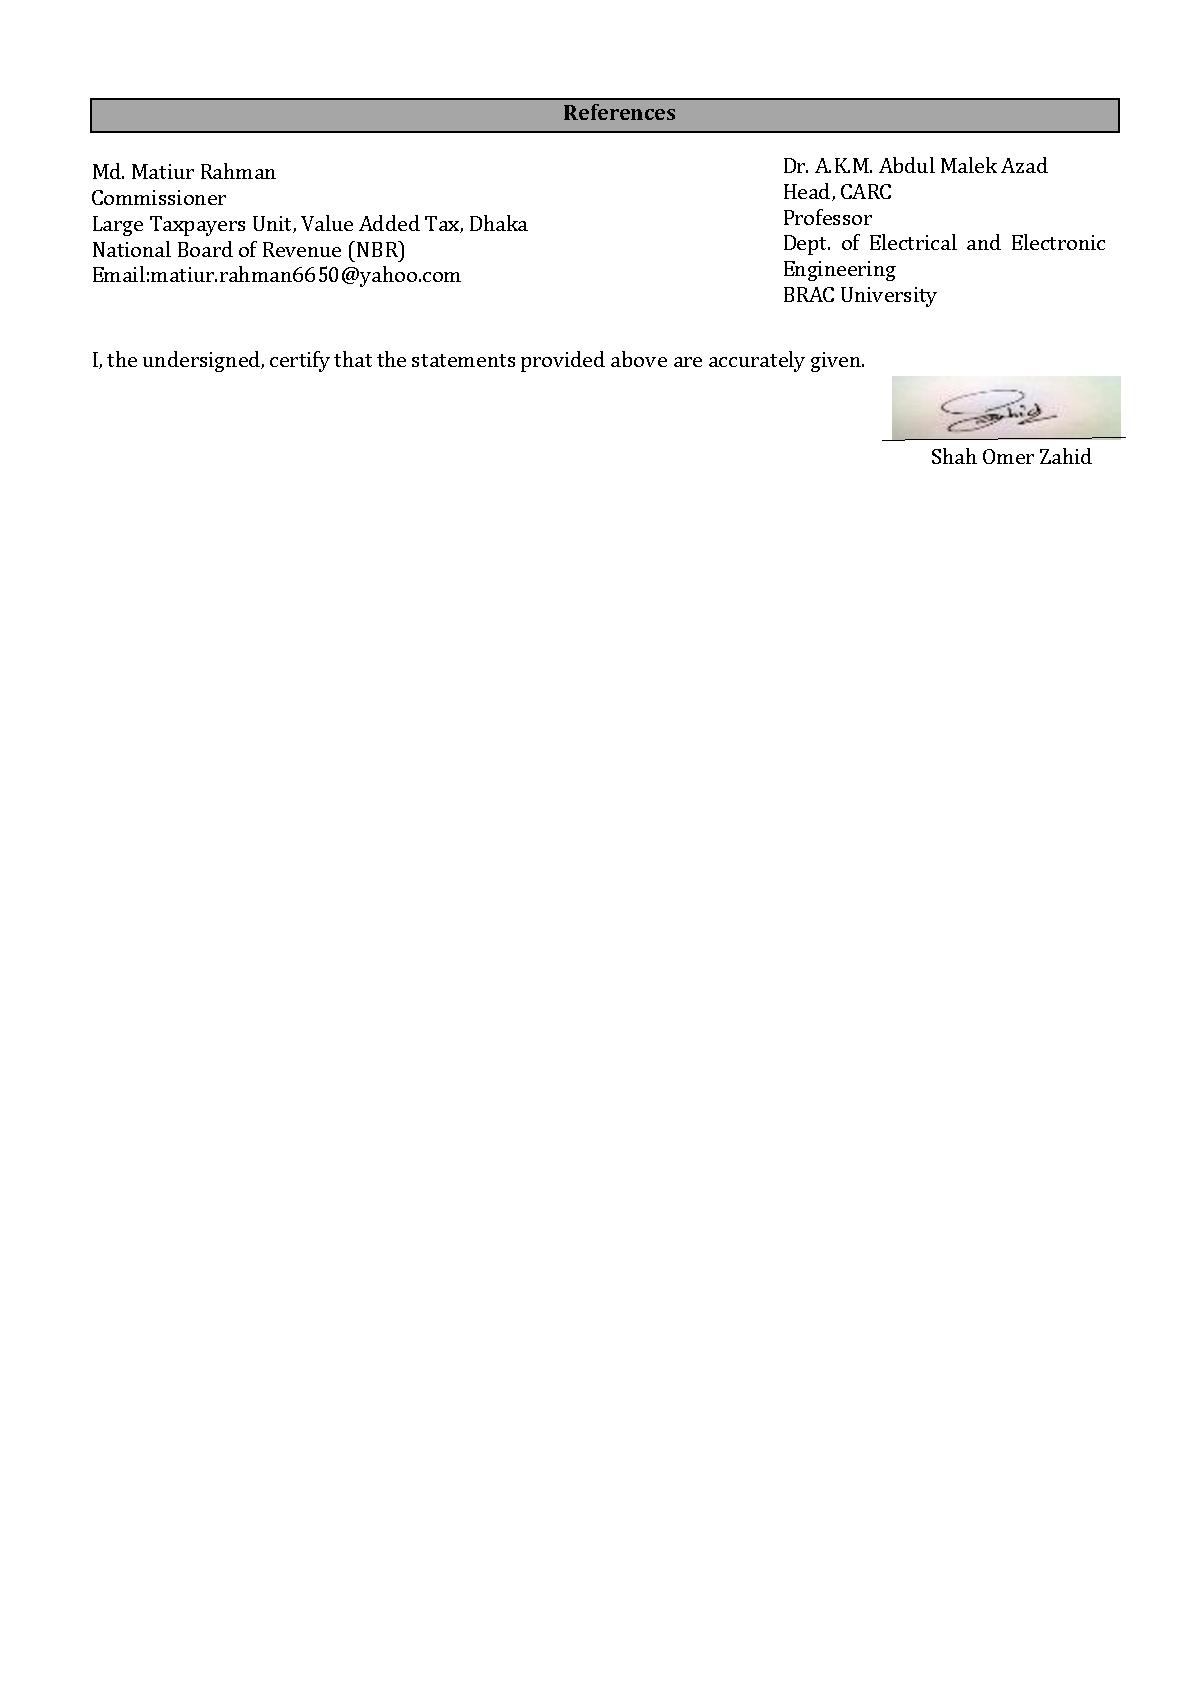 References
Md. Matiur Rahman
Commissioner
Large Taxpayers Unit, Value Added Tax, Dhaka
National Board of Revenue (NBR)
Email:matiur.rahman6650@yahoo.com
Dr. A.K.M. Abdul Malek Azad
Head, CARC
Professor
Dept. of Electrical and Electronic
Engineering
BRAC University
I, the undersigned, certify that the statements provided above are accurately given.
Zahid
Shah Omer Zahid